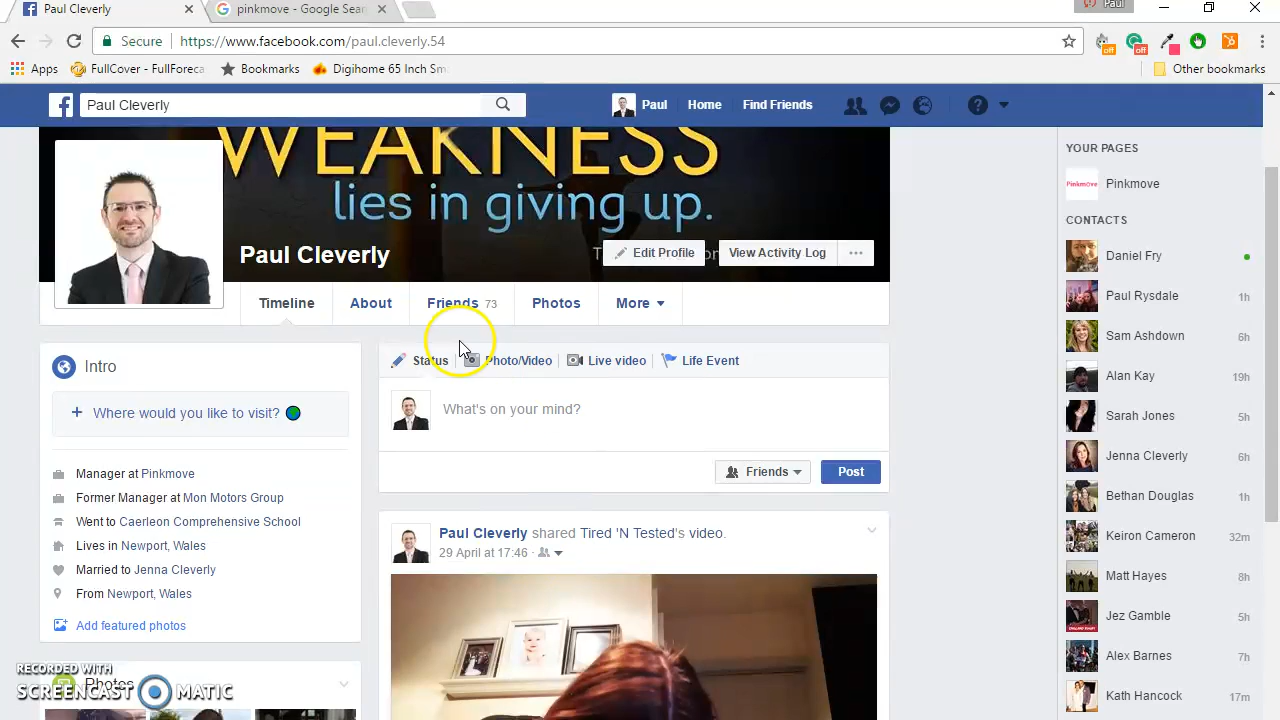 Paul Cleverly
pinkmove - Google Sear
Paul
Secure
https://www.facebook.com/paul.cleverly.54
off
off
Apps
FullCover - FullForeca
Bookmarks
Digihome 65 Inch Sm
Other bookmarks
Paul Cleverly
Paul
Home
Find Friends
WEAKNESS
lies in giving up.
Paul Cleverly
Edit Profile
View Activity Log
Timeline
About
Friends 73
Photos
More
Intro
Where would you like to visit?
Manager at Pinkmove
Former Manager at Mon Motors Group
Went to Caerleon Comprehensive School
Lives in Newport, Wales
Married to Jenna Cleverly
From Newport, Wales
Add featured photos
RECORDED WITH
SCREENCAST MATIC
Photos
Status
Photo/Video
Live video
Life Event
What's on your mind?
Friends
Post
Paul Cleverly shared Tired 'N Tested's video.
29 April at 17:46
YOUR PAGES
Pinkmove
Pinkmove
CONTACTS
Daniel Fry
Paul Rysdale 1h
Sam Ashdown 6h
Alan Kay 19h
Sarah Jones 5h
Jenna Cleverly 6h
Bethan Douglas 1h
Keiron Cameron 32m
Matt Hayes 8h
Jez Gamble 5h
Alex Barnes 7h
Kath Hancock 17m